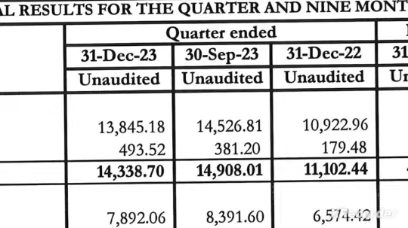 AL RESULTS FOR THE QUARTER AND NINE MONT
Quarter ended
31-Dec-23 30-Sep-23 31-Dec-22 31
Unaudited Unaudited Unaudited Un
13,845.18 14,526.81 10,922.96
493.52 381.20 179.48
14,338.70 14,908.01 11,102.44
7,892.06 8,391.60 6,574.42